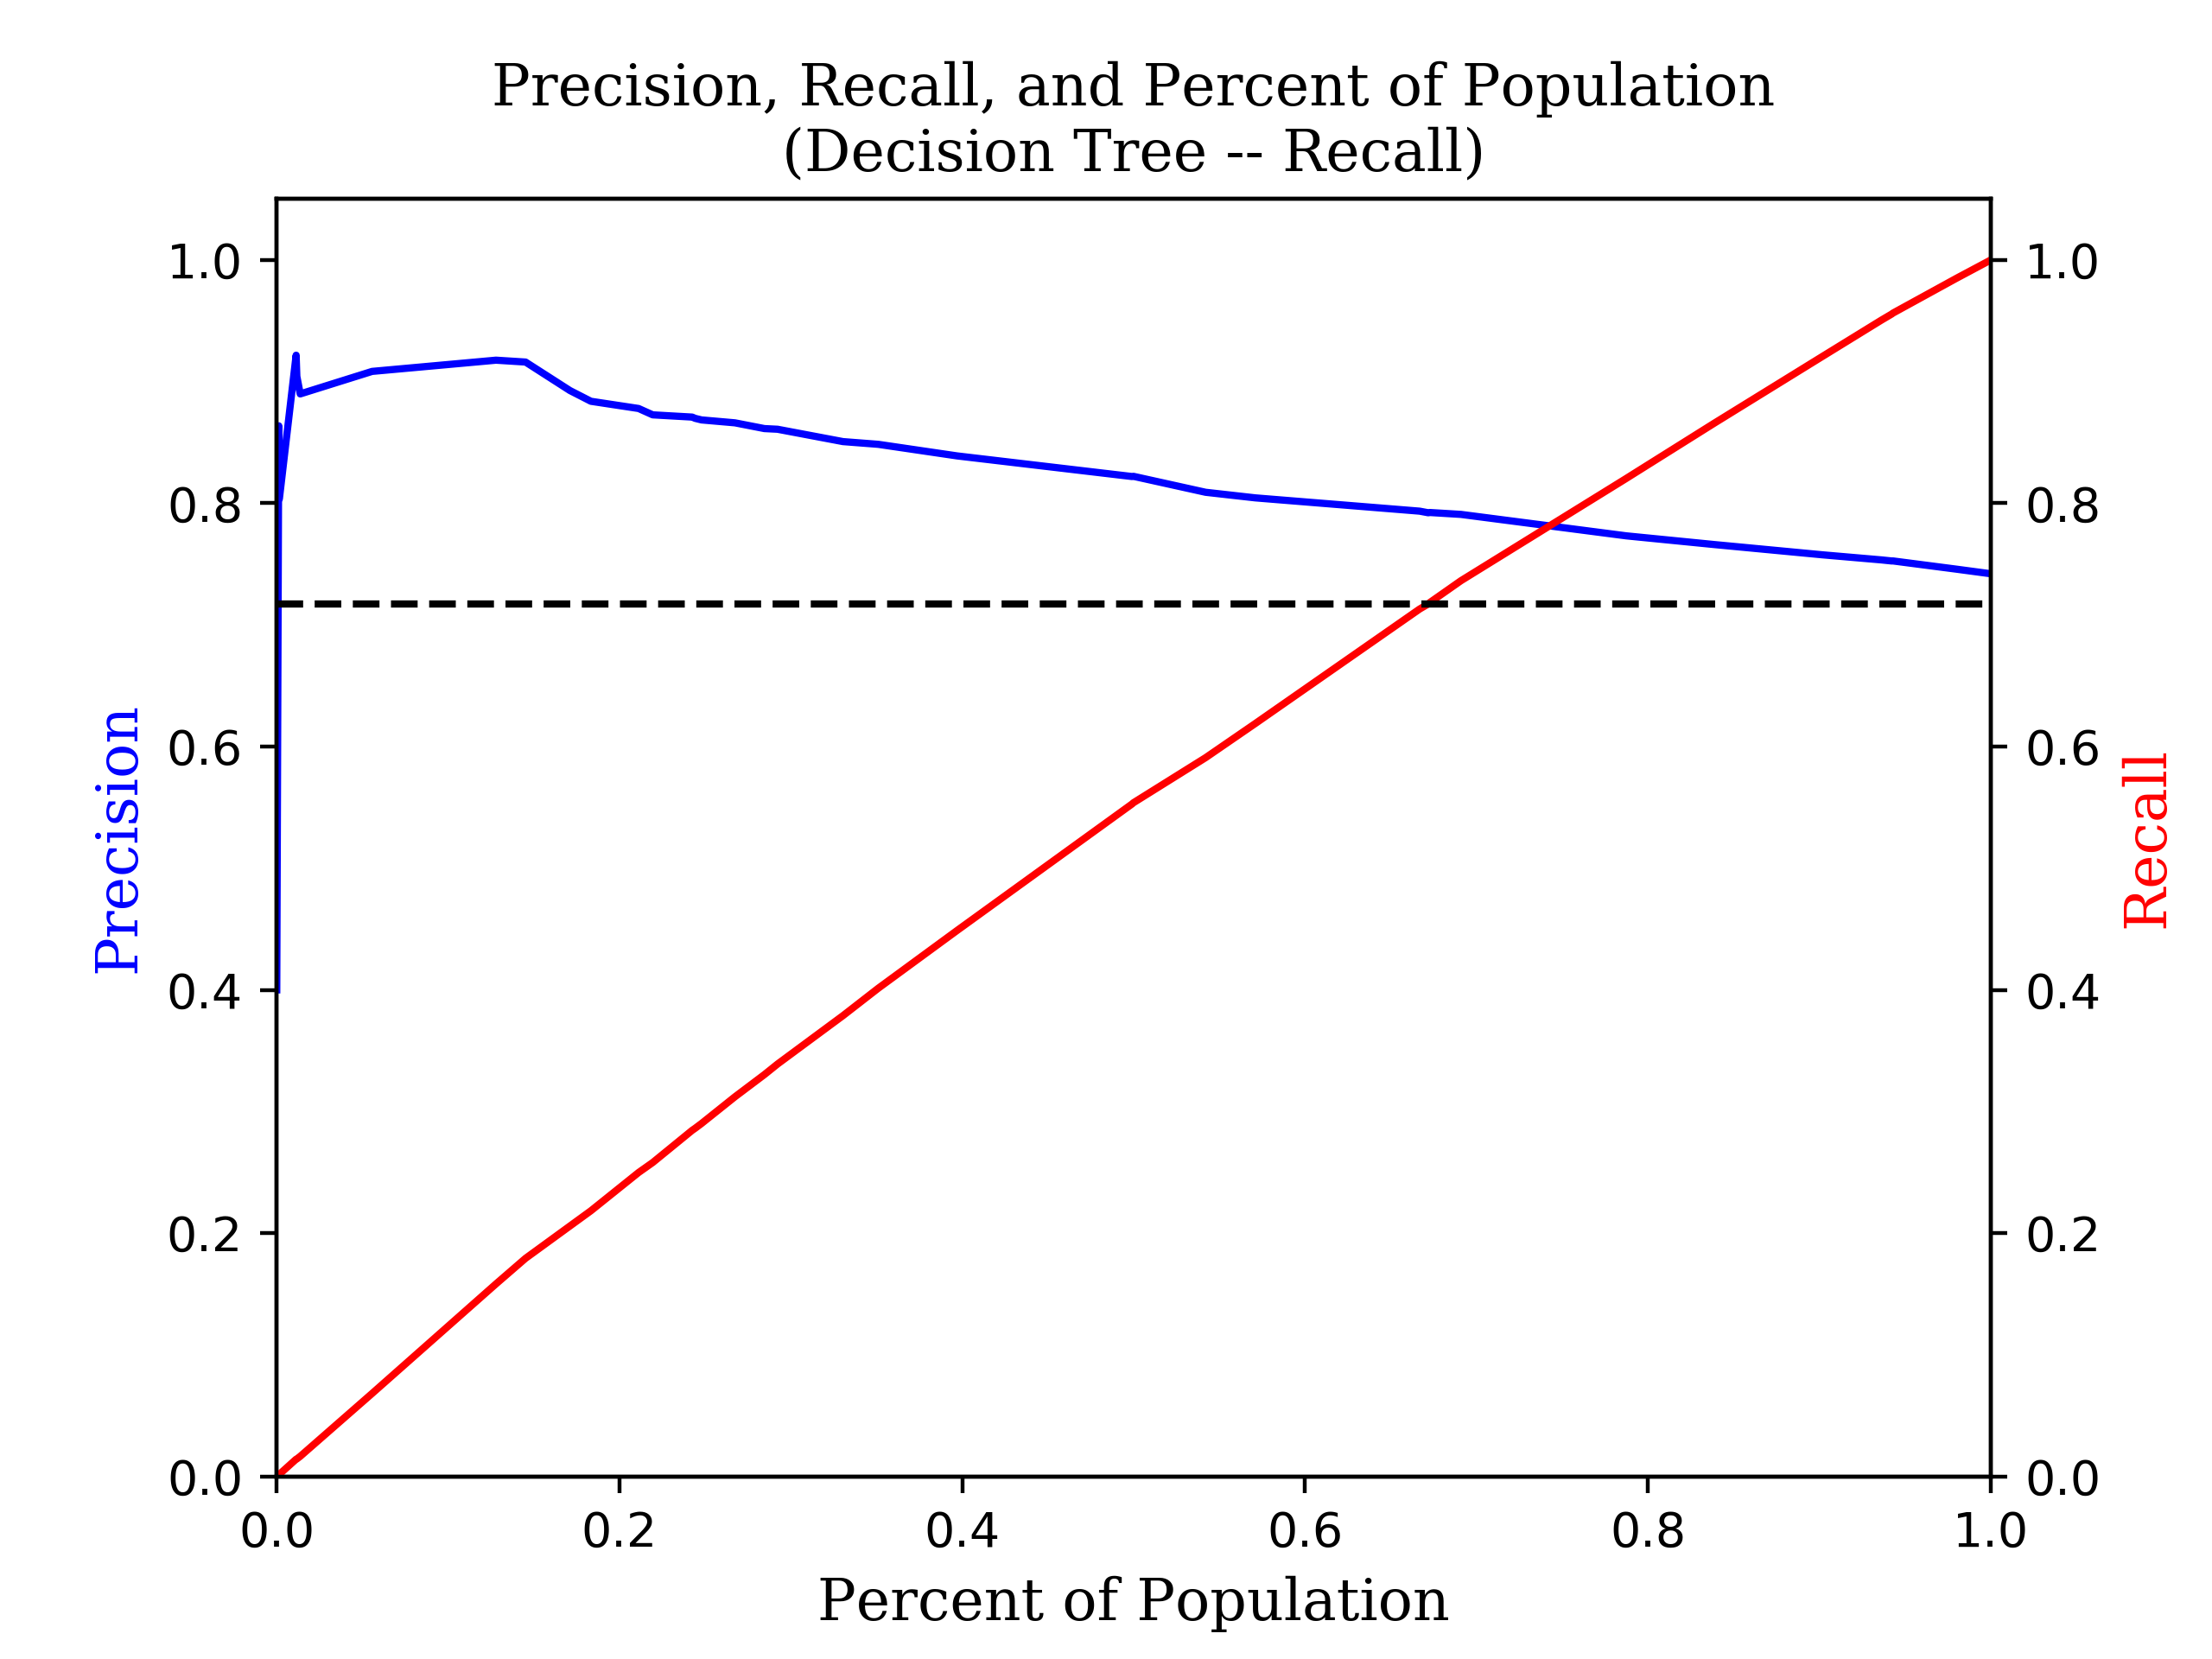 Precision, Recall, and Percent of Population
(Decision Tree -- Recall)
1.0
0.8
0.6
0.4
0.2
0.0
Precision
1.0
0.8
0.6
0.4
0.2
0.0
Recall
0.0 0.2 0.4 0.6 0.8 1.0
Percent of Population